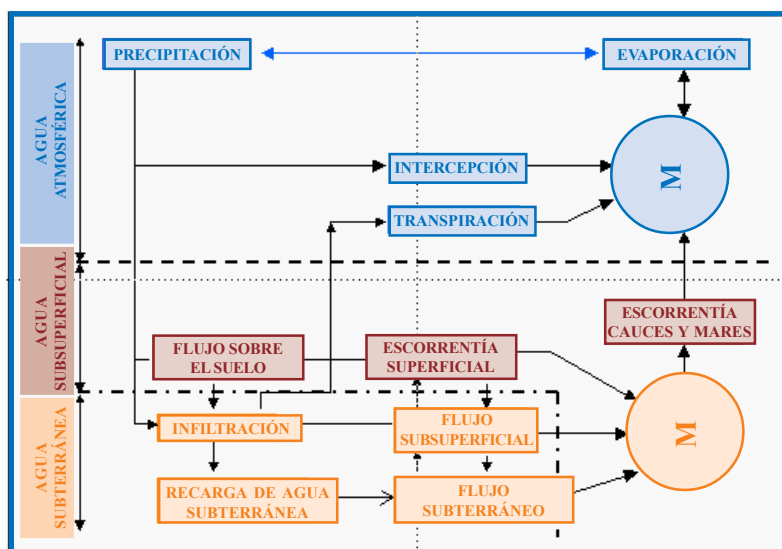 PRECIPITACIÓN
EVAPORACIÓN
AGUA
ATMOSFÉRICA
INTERCEPCIÓN
M
TRANSPIRACIÓN
AGUA
SUBSUPERFICIAL
ESCORRENTÍA
CAUCES Y MARES
FLUJO SOBRE
EL SUELO
ESCORRENTÍA
SUPERFICIAL
AGUA
SUBTERRÁNEA
INFILTRACIÓN
FLUJO
SUBSUPERFICIAL
M
RECARGA DE AGUA
SUBTERRÁNEA
FLUJO
SUBTERRÁNEO